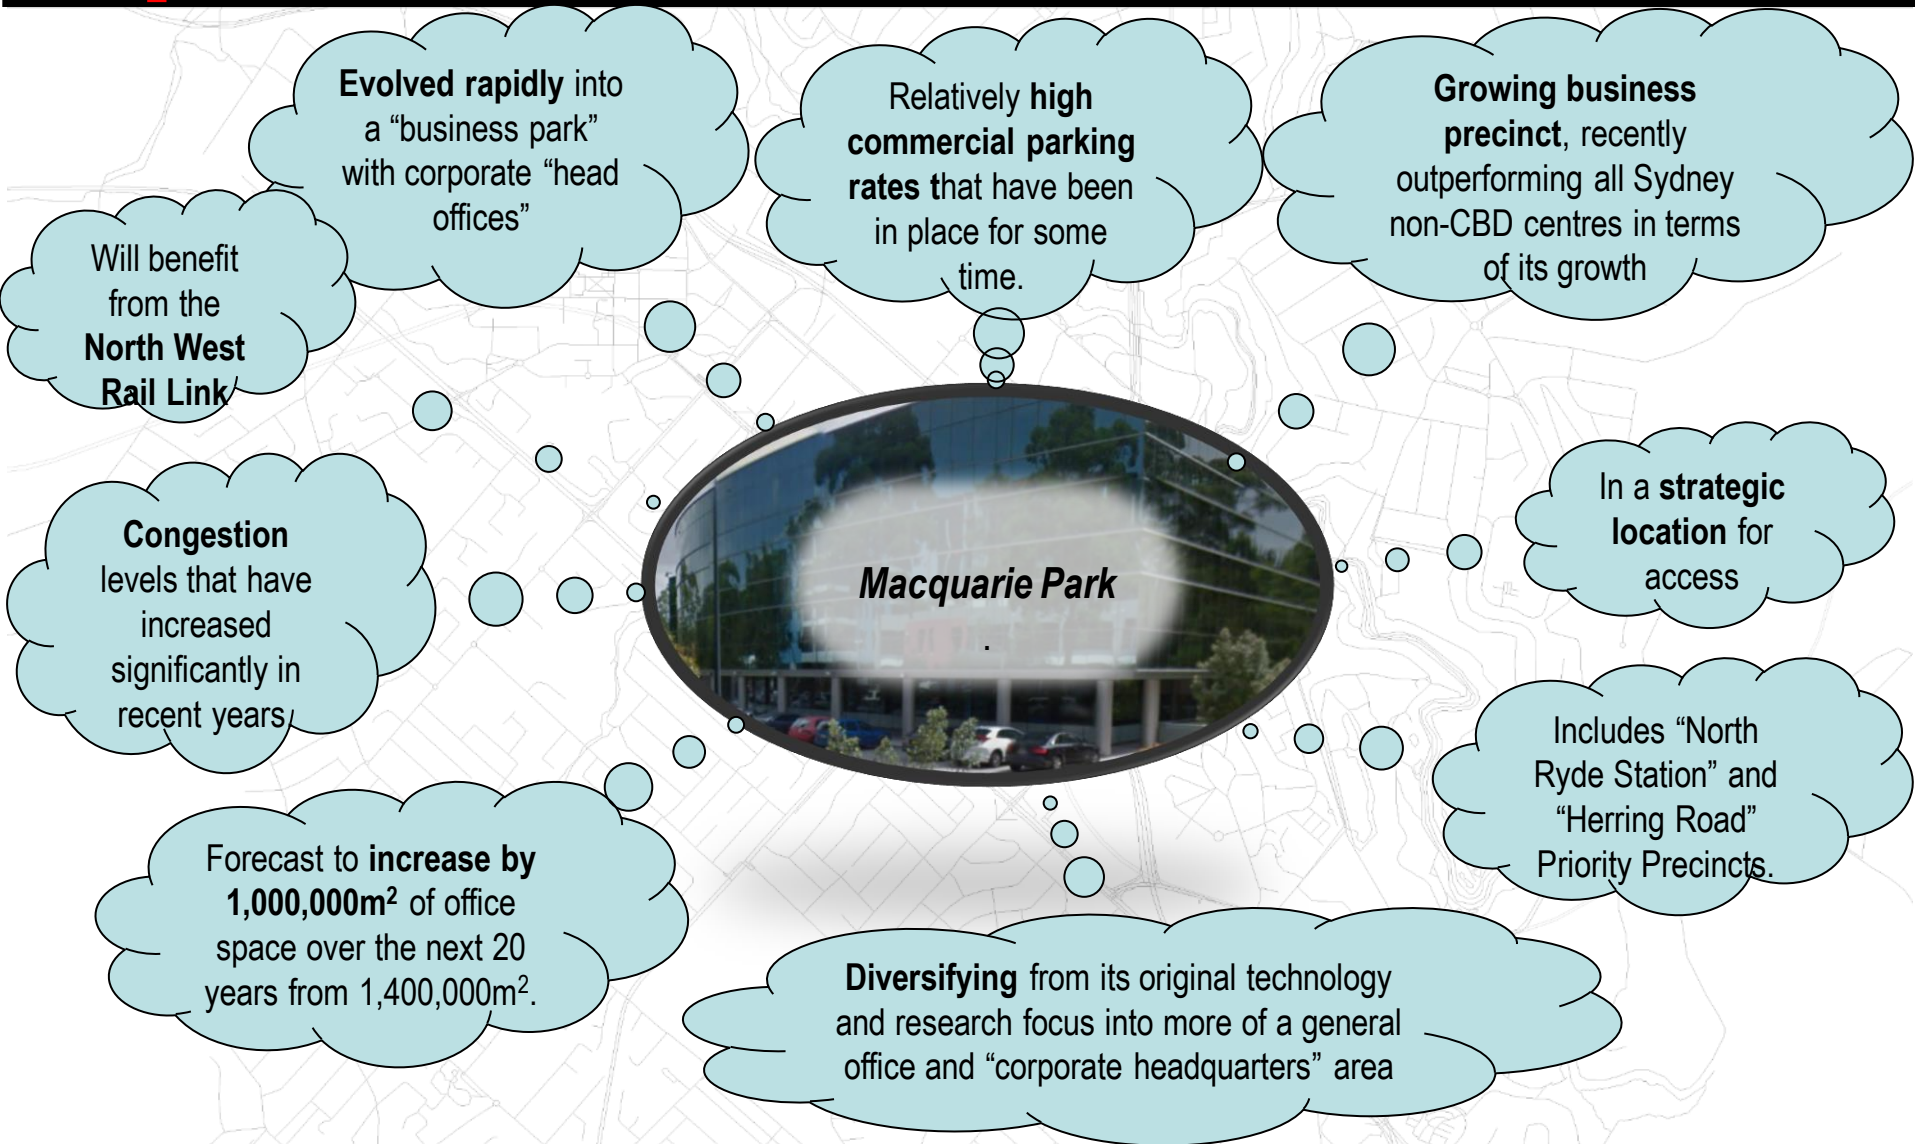 Evolved rapidly into
a “business park”
with corporate “head
offices”
Relatively high
commercial parking
rates that have been
in place for some
time.
Growing business
precinct, recently
outperforming all Sydney
non-CBD centres in terms
of its growth
Will benefit
from the
North West
Rail Link
In a strategic
location for
access
Congestion
levels that have
increased
significantly in
recent years
Macquarie Park
.
Includes “North
Ryde Station” and
“Herring Road”
Priority Precincts.
Forecast to increase by
1,000,000m² of office
space over the next 20
years from 1,400,000m².
Diversifying from its original technology
and research focus into more of a general
office and “corporate headquarters” area